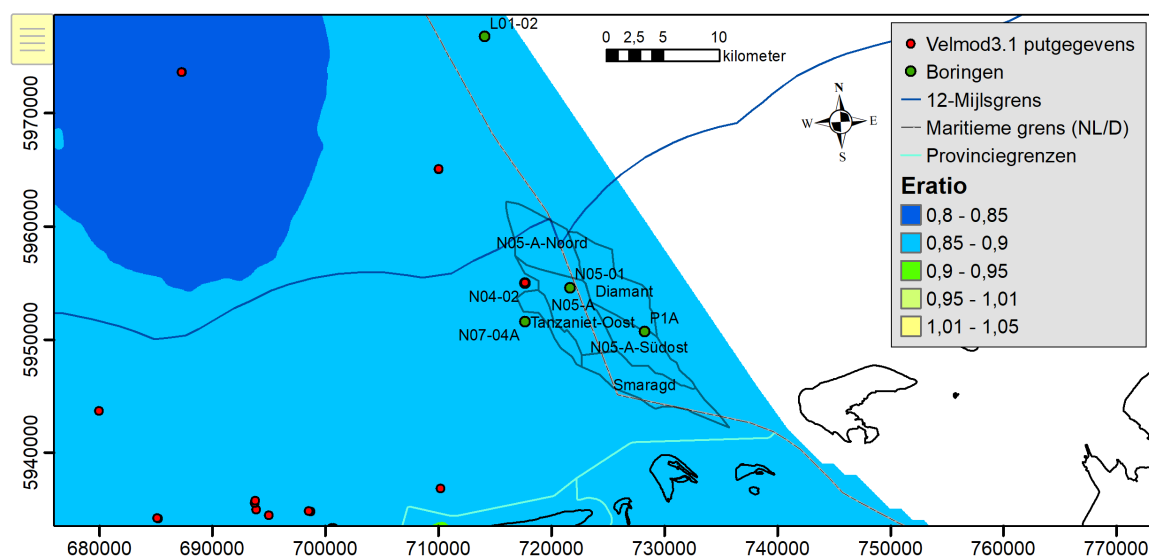 L01-02
0 2,5 5 10
kilometer
N
W E
S
Velmod3.1 putgegevens
Boringen
12-Mijlsgrens
Maritieme grens (NL/D)
Provinciegrenzen
Eratio
0,8 - 0,85
0,85 - 0,9
0,9 - 0,95
0,95 - 1,01
1,01 - 1,05
5970000
5960000
5950000
5940000
N05-A-Noord
N05-01
N04-02
Diamant
N05-A
P1A
Tanzaniet-Oost
N07-04A
N05-A-Südost
Smaragd
680000 690000 700000 710000 720000 730000 740000 750000 760000 770000